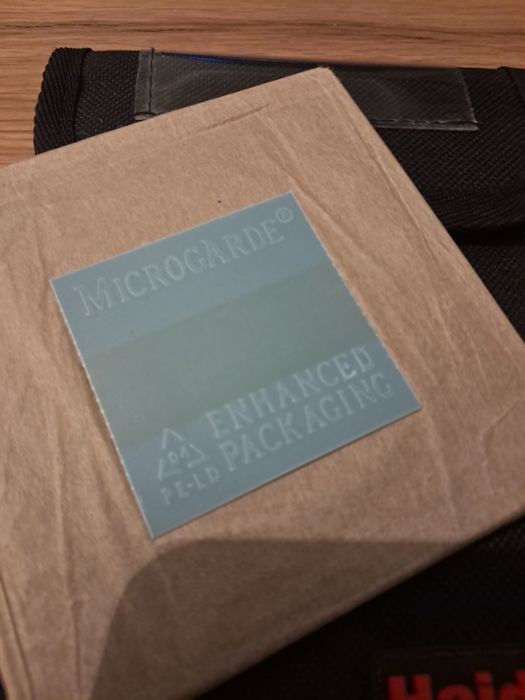 MICROGARDE®
ENHANCED
PACKAGING
04
PE-LD